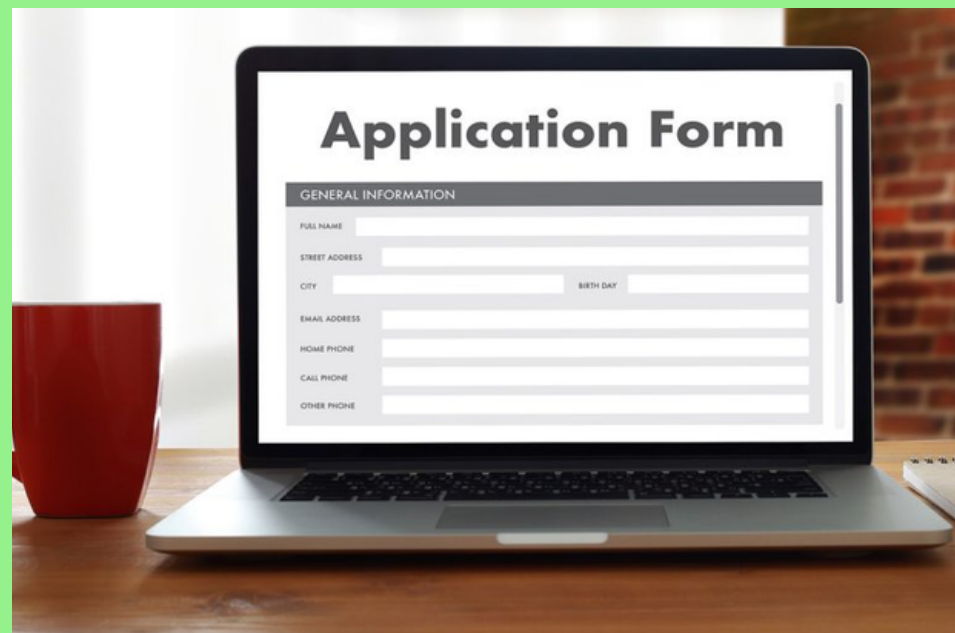 Application Form
GENERAL INFORMATION
FULL NAME
STREET ADDRESS
CITY BIRTH DAY
EMAIL ADDRESS
HOME PHONE
CALL PHONE
OTHER PHONE